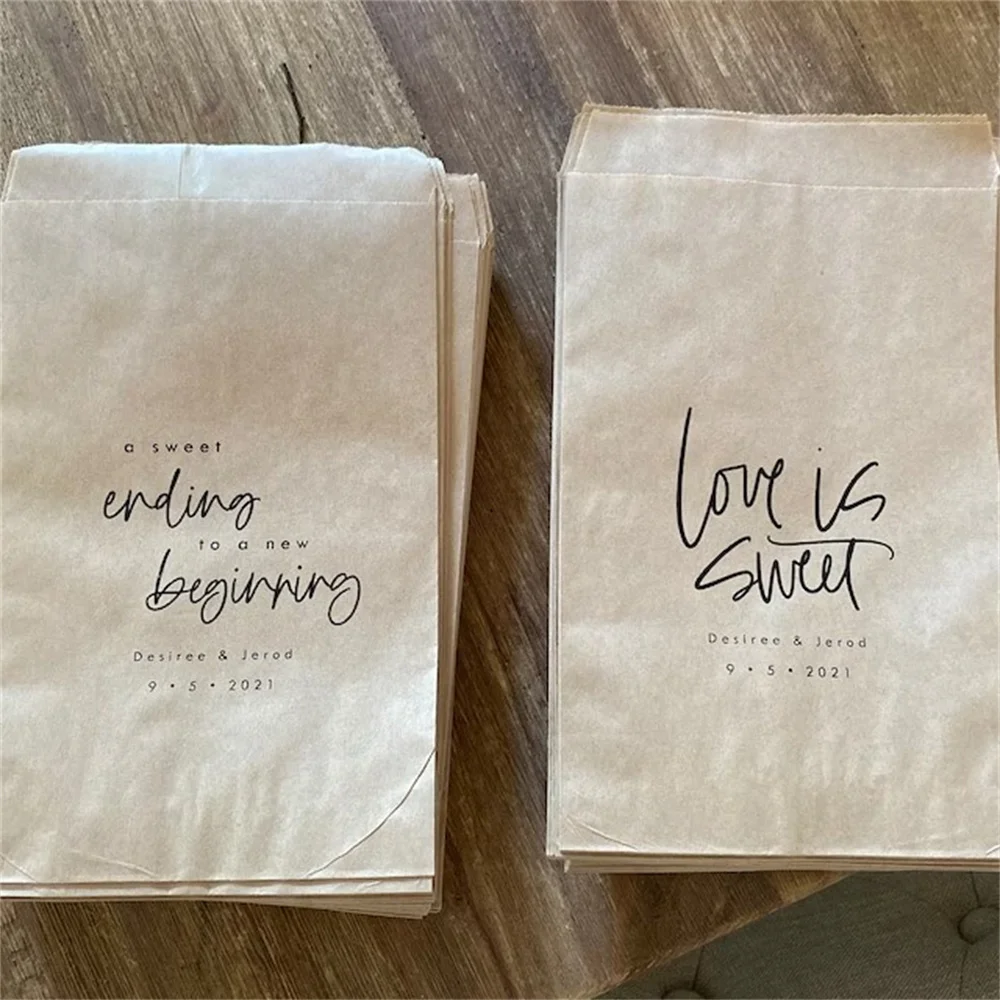 a sweet
ending
to a new
beginning
Desiree & Jerod
9 • 5 • 2021
love is
sweet
Desiree & Jerod
9 • 5 • 2021